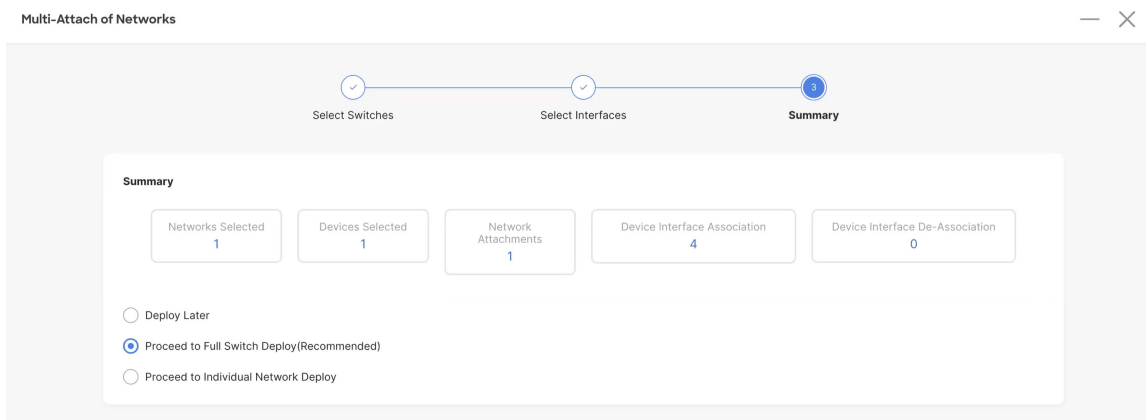 Multi-Attach of Networks
3
Select Switches
Select Interfaces
Summary
Summary
Networks Selected
1
Devices Selected
1
Network
Attachments
1
Device Interface Association
4
Device Interface De-Association
0
Deploy Later
Proceed to Full Switch Deploy(Recommended)
Proceed to Individual Network Deploy